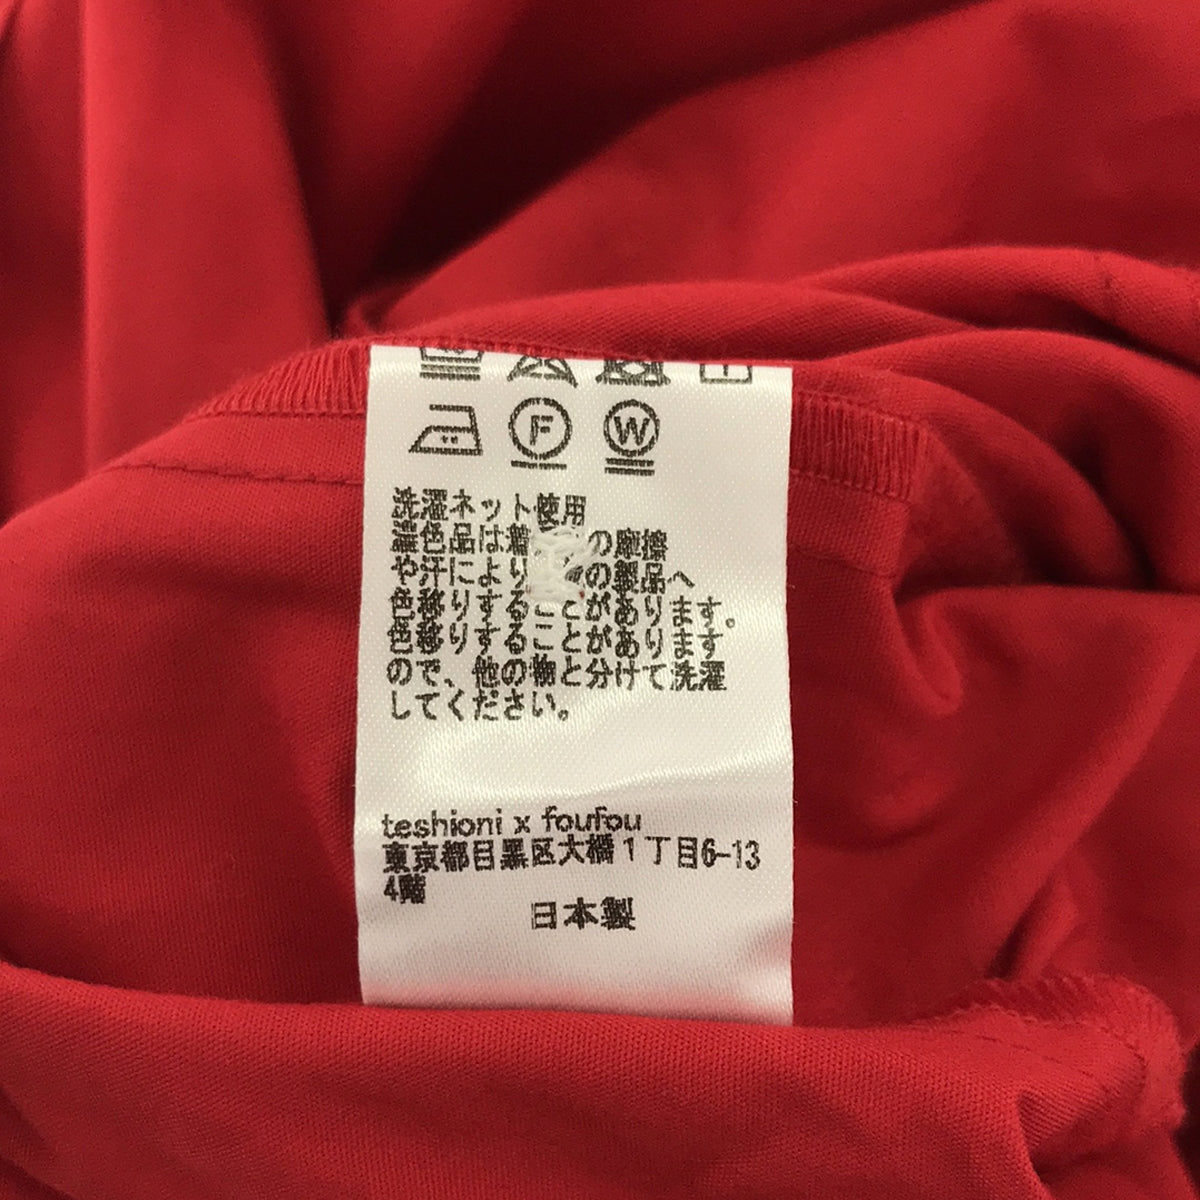 F W
洗濯ネット使用
濃色品は着 の摩擦
や汗により の製品へ
色移りすることがあります。
色移りすることがあります
ので、他の物と分けて洗濯
してください。
teshioni x foufou
東京都目黒区大橋1丁目6-13
4階
日本製